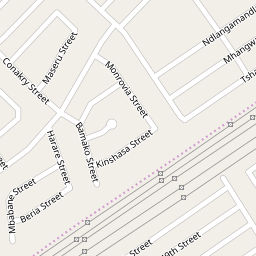 Ndlangamandla
Mhangwi
Tsha
Maseru Street
Monrovia Street
Conakry Street
Harare Street
Bamako Street
Kinshasa Street
Mbabane Street
Beria Street
9th Street